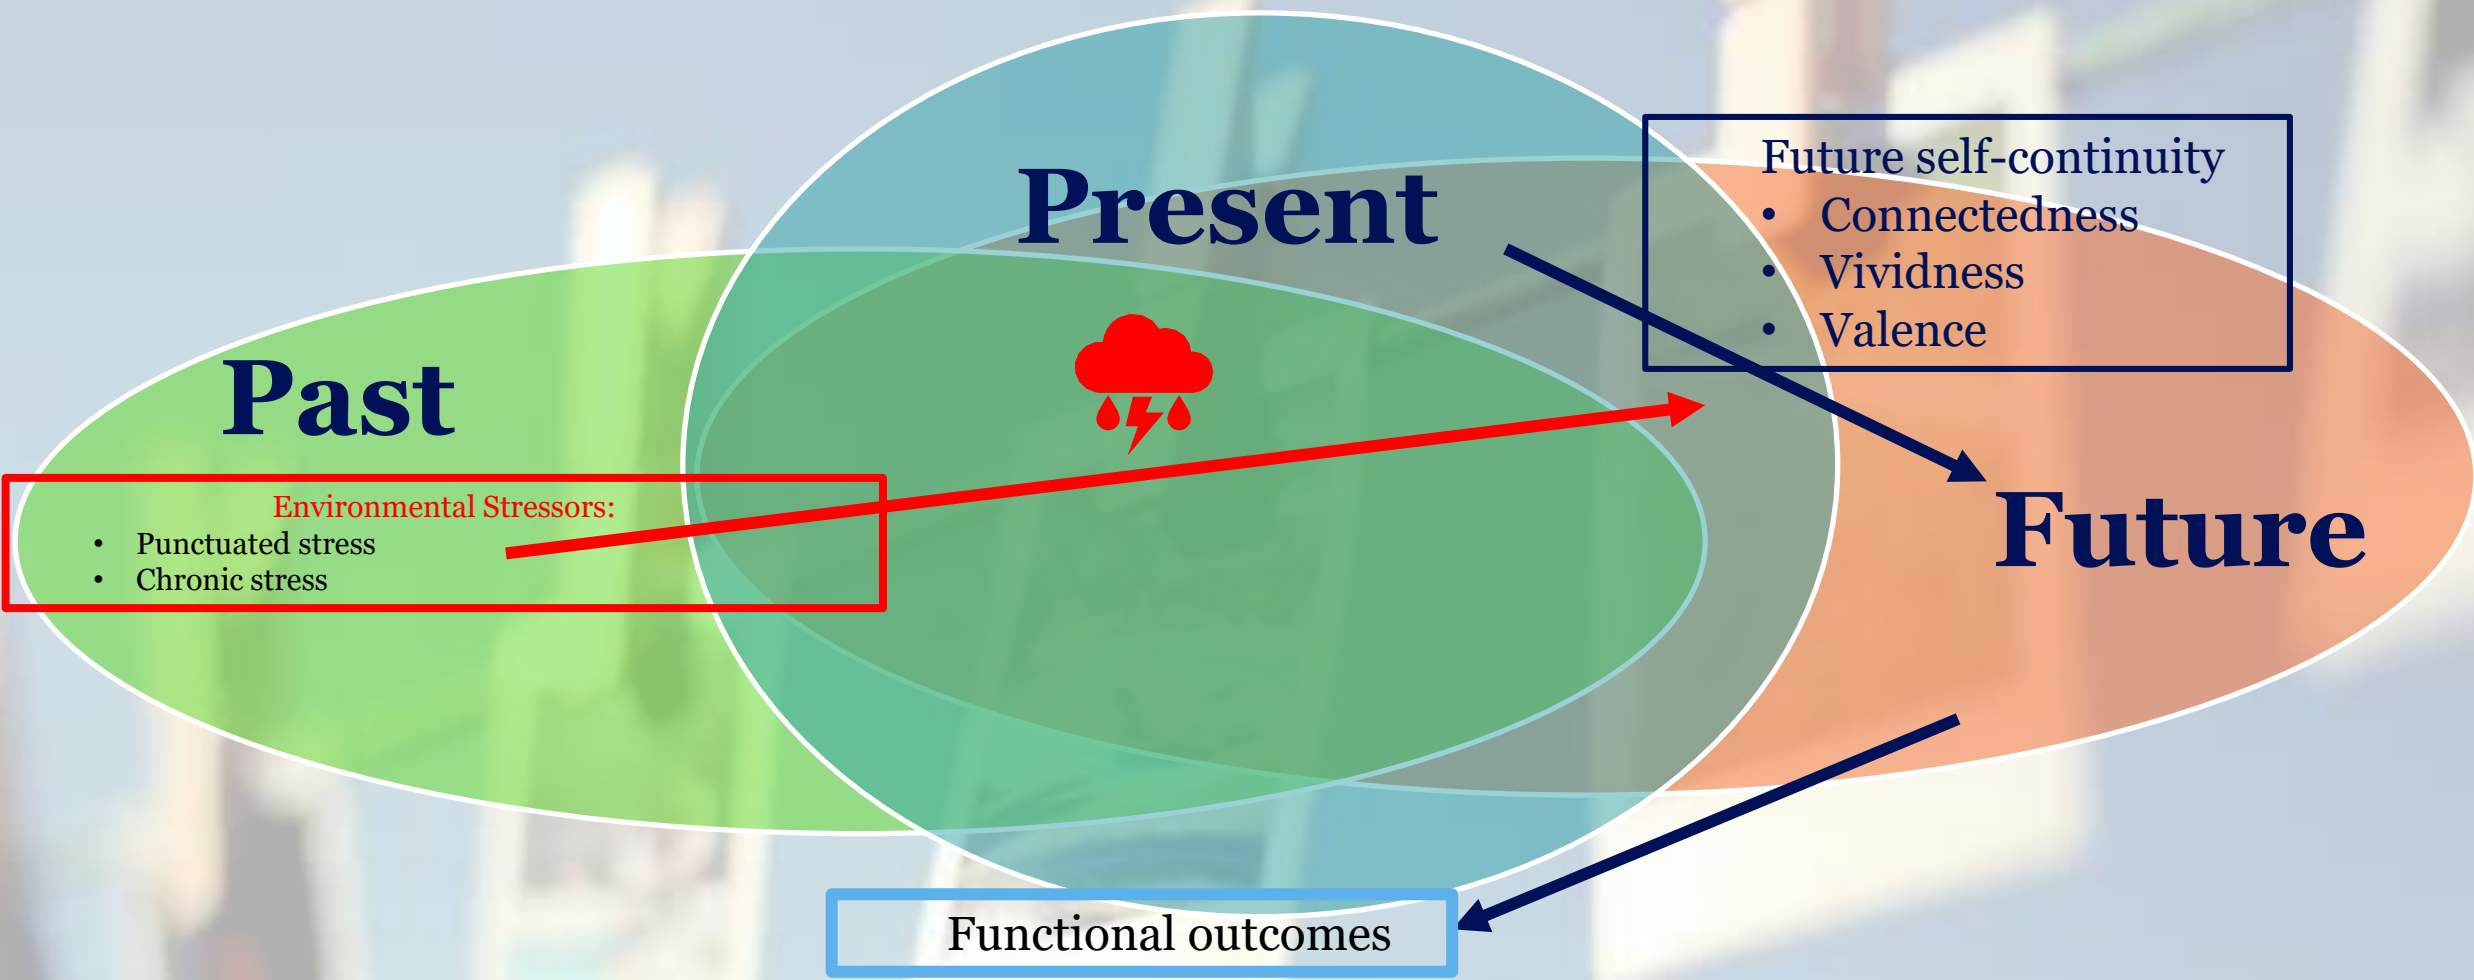 Present
Future self-continuity
• Connectedness
• Vividness
• Valence
Past
Environmental Stressors:
• Punctuated stress
• Chronic stress
Future
Functional outcomes